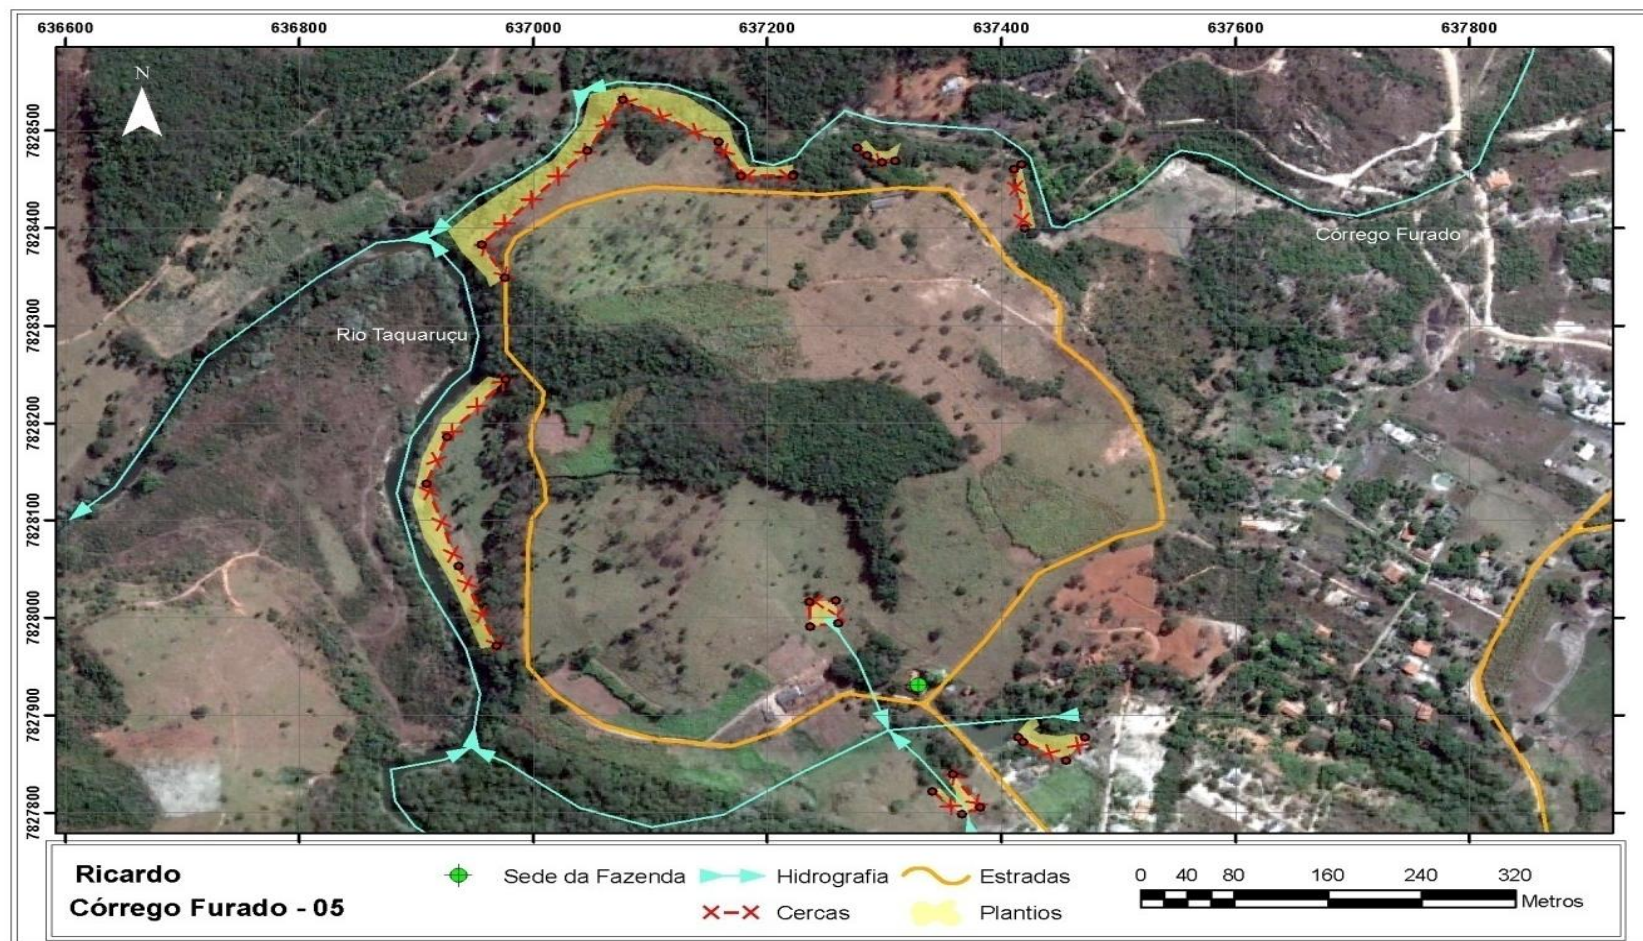 636600 636800 637000 637200 637400 637600 637800
N
7828500
7828400
7828300
7828200
7828100
7828000
7827900
7827800
Córrego Furado
Rio Taquaruçu
Ricardo
Córrego Furado - 05
Sede da Fazenda Hidrografia Estradas
Cercas Plantios
0 40 80 160 240 320
Metros